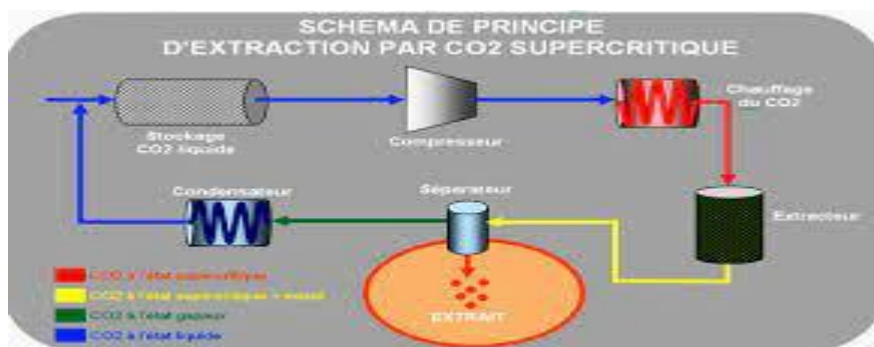 SCHEMA DE PRINCIPE
D'EXTRACTION PAR CO2 SUPERCRITIQUE
Chauffage
du CO2
Stockage
CO2 liquide
Compresseur
Condensateur
Séparateur
Extracteur
CO2 à l'état supercritique
CO2 à l'état supercritique + extrait
CO2 à l'état gazeux
CO2 à l'état liquide
EXTRAIT